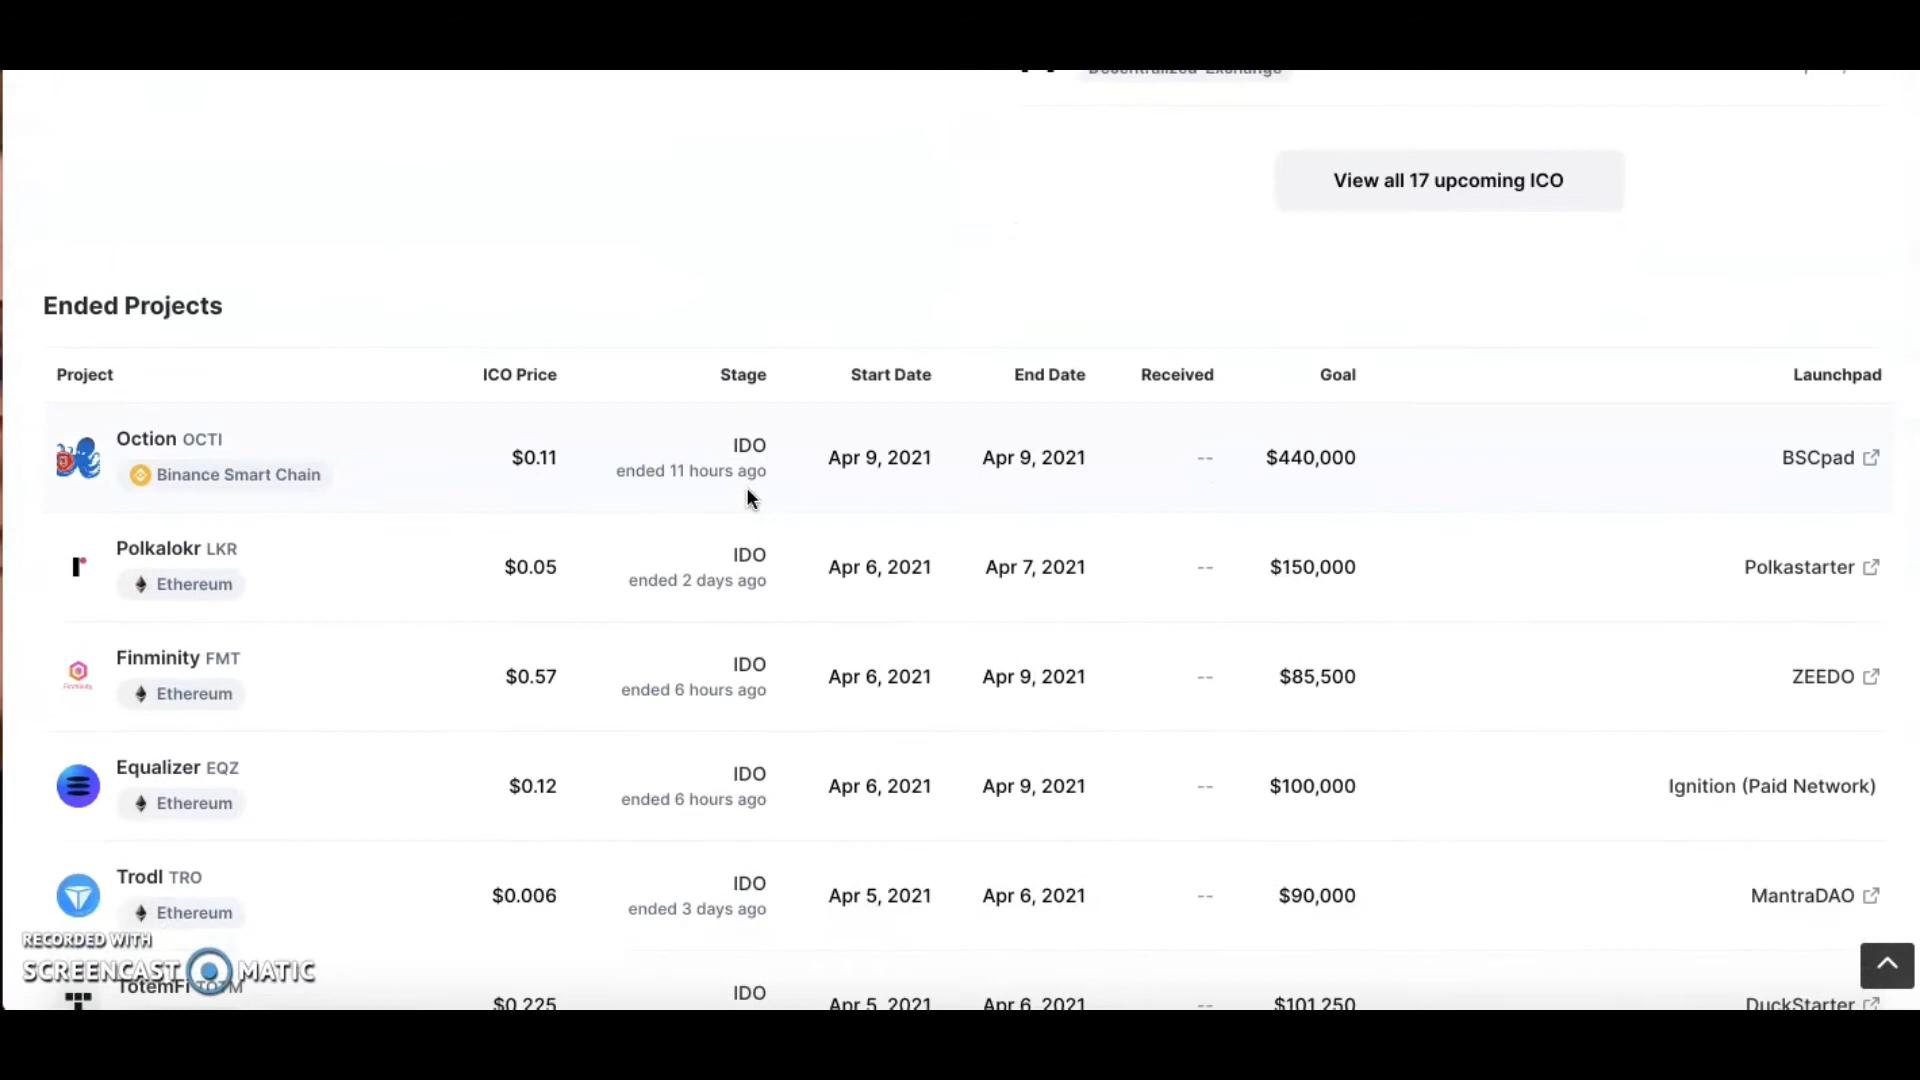 Decentralized Exchange
View all 17 upcoming ICO
Ended Projects
Project ICO Price Stage Start Date End Date Received Goal Launchpad
Oction OCTI
Binance Smart Chain
$0.11
IDO
ended 11 hours ago
Apr 9, 2021 Apr 9, 2021 -- $440,000 BSCpad
Polkalokr LKR
Ethereum
$0.05
IDO
ended 2 days ago
Apr 6, 2021 Apr 7, 2021 -- $150,000 Polkastarter
Finminity FMT
Ethereum
$0.57
IDO
ended 6 hours ago
Apr 6, 2021 Apr 9, 2021 -- $85,500 ZEEDO
Equalizer EQZ
Ethereum
$0.12
IDO
ended 6 hours ago
Apr 6, 2021 Apr 9, 2021 -- $100,000 Ignition (Paid Network)
Trodl TRO
Ethereum
$0.006
IDO
ended 3 days ago
Apr 5, 2021 Apr 6, 2021 -- $90,000 MantraDAO
RECORDED WITH
SCREENCAST MATIC
TotemFi TOTM
$0.225
IDO
Apr 5, 2021 Apr 6, 2021 -- $101,250 DuckStarter